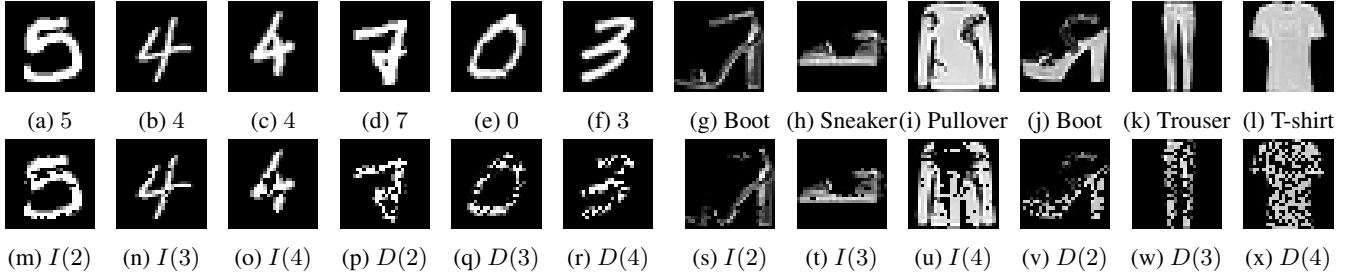 (a) 5 (b) 4 (c) 4 (d) 7 (e) 0 (f) 3 (g) Boot (h) Sneaker (i) Pullover (j) Boot (k) Trouser (l) T-shirt
(m) I(2) (n) I(3) (o) I(4) (p) D(2) (q) D(3) (r) D(4) (s) I(2) (t) I(3) (u) I(4) (v) D(2) (w) D(3) (x) D(4)